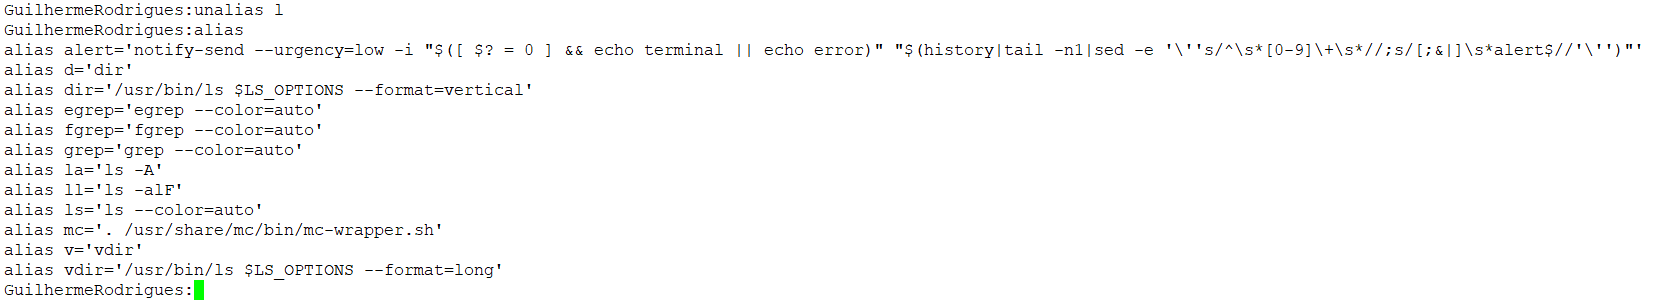 GuilhermeRodrigues:unalias l
GuilhermeRodrigues:alias
alias alert='notify-send --urgency=low -i "$([ $? = 0 ] && echo terminal || echo error)" "$(history|tail -n1|sed -e '\''s/^\s*[0-9]\+\s*//;s/[;&|]\s*alert$//'\'')"'
alias d='dir'
alias dir='/usr/bin/ls $LS_OPTIONS --format=vertical'
alias egrep='egrep --color=auto'
alias fgrep='fgrep --color=auto'
alias grep='grep --color=auto'
alias la='ls -A'
alias ll='ls -alF'
alias ls='ls --color=auto'
alias mc='. /usr/share/mc/bin/mc-wrapper.sh'
alias v='vdir'
alias vdir='/usr/bin/ls $LS_OPTIONS --format=long'
GuilhermeRodrigues: